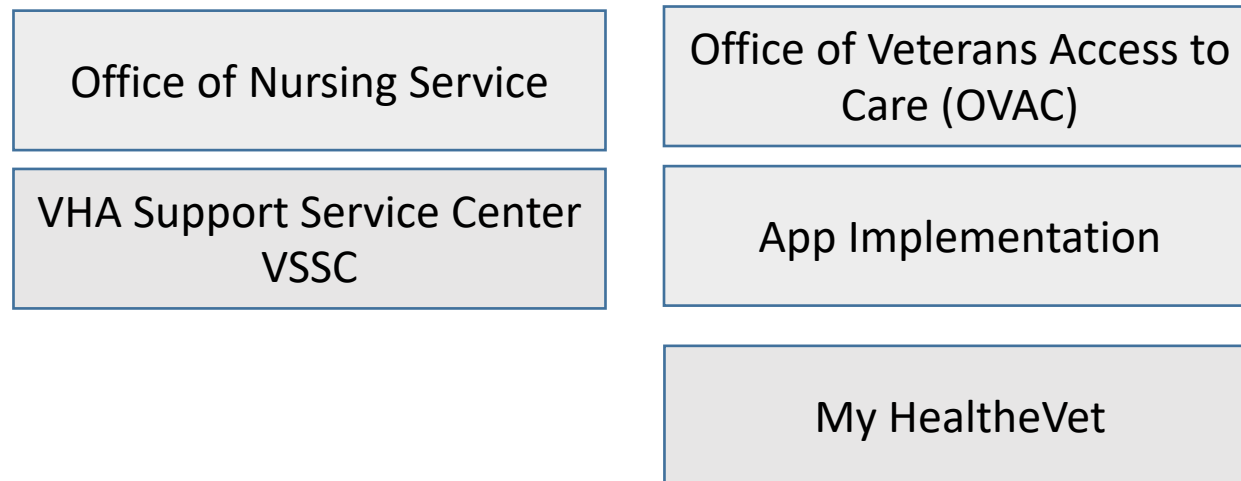 Office of Nursing Service
VHA Support Service Center
VSSC
Office of Veterans Access to
Care (OVAC)
App Implementation
My HealtheVet